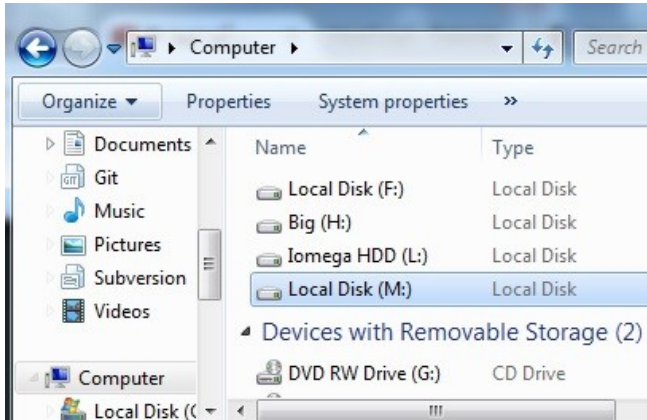 Computer
Search
Organize
Properties
System properties
»
Documents
Git
Music
Pictures
Subversion
Videos
Computer
Local Disk (C
Name
Type
Local Disk (F:)
Local Disk
Big (H:)
Local Disk
Iomega HDD (L:)
Local Disk
Local Disk (M:)
Local Disk
Devices with Removable Storage (2)
DVD RW Drive (G:)
CD Drive